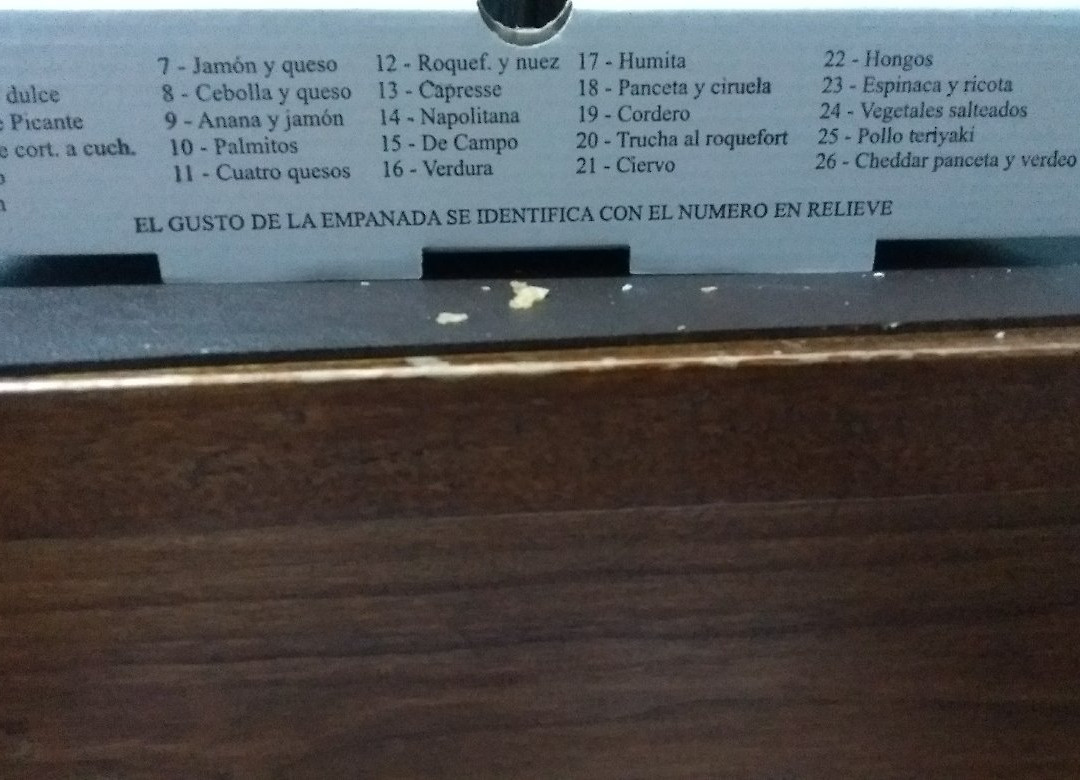 dulce
Picante
cort. a cuch.
7 - Jamón y queso
8 - Cebolla y queso
9 - Anana y jamón
10 - Palmitos
11 - Cuatro quesos
12 - Roquef. y nuez
13 - Capresse
14 - Napolitana
15 - De Campo
16 - Verdura
17 - Humita
18 - Panceta y ciruela
19 - Cordero
20 - Trucha al roquefort
21 - Ciervo
22 - Hongos
23 - Espinaca y ricota
24 - Vegetales salteados
25 - Pollo teriyaki
26 - Cheddar panceta y verdeo
EL GUSTO DE LA EMPANADA SE IDENTIFICA CON EL NUMERO EN RELIEVE